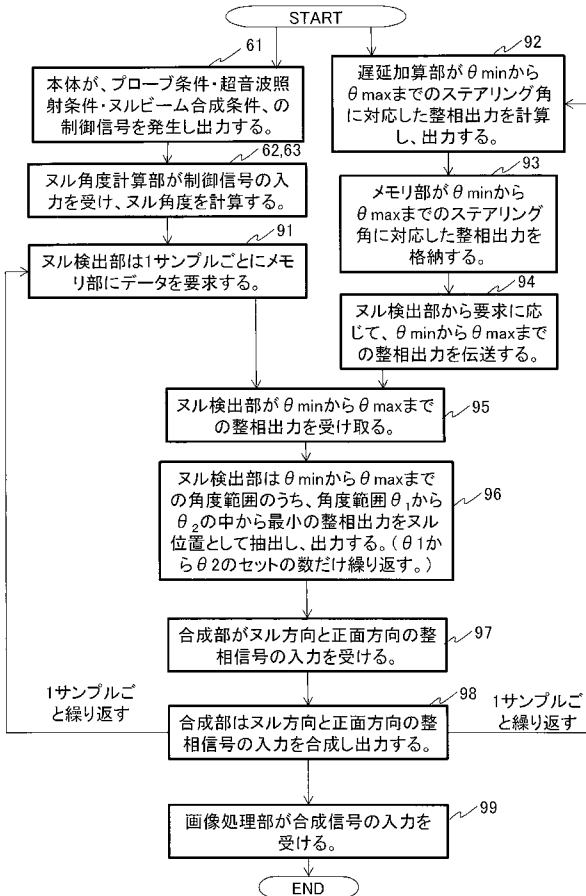 START
61
本体が、プローブ条件・超音波照
射条件・ヌルビーム合成条件、の
制御信号を発生し出力する。
62,63
ヌル角度計算部が制御信号の入
力を受け、ヌル角度を計算する。
91
ヌル検出部は1サンプルごとにメモ
リ部にデータを要求する。
92
遅延加算部がθminから
θmaxまでのステアリング角
に対応した整相出力を計算
し、出力する。
93
メモリ部がθminから
θmaxまでのステアリング
角に対応した整相出力を
格納する。
94
ヌル検出部から要求に応
じて、θminからθmaxまで
の整相出力を伝送する。
ヌル検出部がθminからθmaxまで
の整相出力を受け取る。
95
ヌル検出部はθminからθmaxまで
の角度範囲のうち、角度範囲θ₁から
θ₂の中から最小の整相出力をヌル
位置として抽出し、出力する。(θ1か
らθ2のセットの数だけ繰り返す。)
96
合成部がヌル方向と正面方向の整
相信号の入力を受ける。
97
1サンプルご
と繰り返す
98
合成部はヌル方向と正面方向の整
相信号の入力を合成し出力する。
1サンプルご
と繰り返す
画像処理部が合成信号の入力を
受ける。
99
END